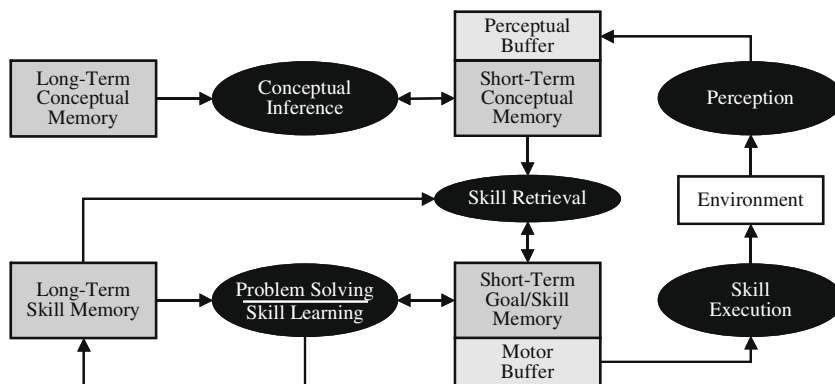 Perceptual
Buffer
Long-Term
Conceptual
Memory
Conceptual
Inference
Short-Term
Conceptual
Memory
Perception
Skill Retrieval
Environment
Long-Term
Skill Memory
Problem Solving
Skill Learning
Short-Term
Goal/Skill
Memory
Skill
Execution
Motor
Buffer